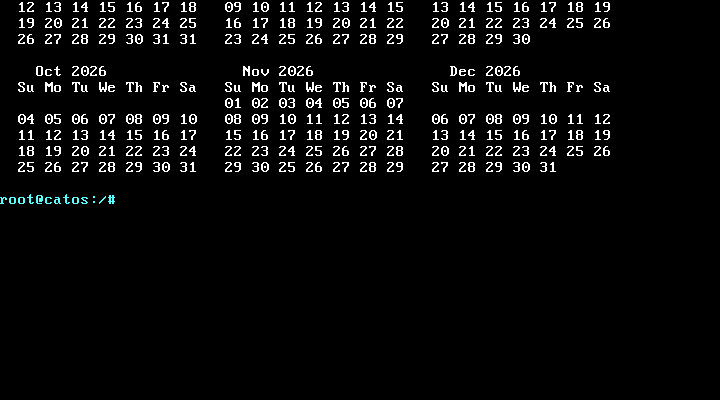 12 13 14 15 16 17 18   09 10 11 12 13 14 15   13 14 15 16 17 18 19
19 20 21 22 23 24 25   16 17 18 19 20 21 22   20 21 22 23 24 25 26
26 27 28 29 30 31 31   23 24 25 26 27 28 29   27 28 29 30
Oct 2026               Nov 2026               Dec 2026
Su Mo Tu We Th Fr Sa   Su Mo Tu We Th Fr Sa   Su Mo Tu We Th Fr Sa
01 02 03 04 05 06 07
04 05 06 07 08 09 10   08 09 10 11 12 13 14   06 07 08 09 10 11 12
11 12 13 14 15 16 17   15 16 17 18 19 20 21   13 14 15 16 17 18 19
18 19 20 21 22 23 24   22 23 24 25 26 27 28   20 21 22 23 24 25 26
25 26 27 28 29 30 31   29 30 25 26 27 28 29   27 28 29 30 31
root@catos:/#